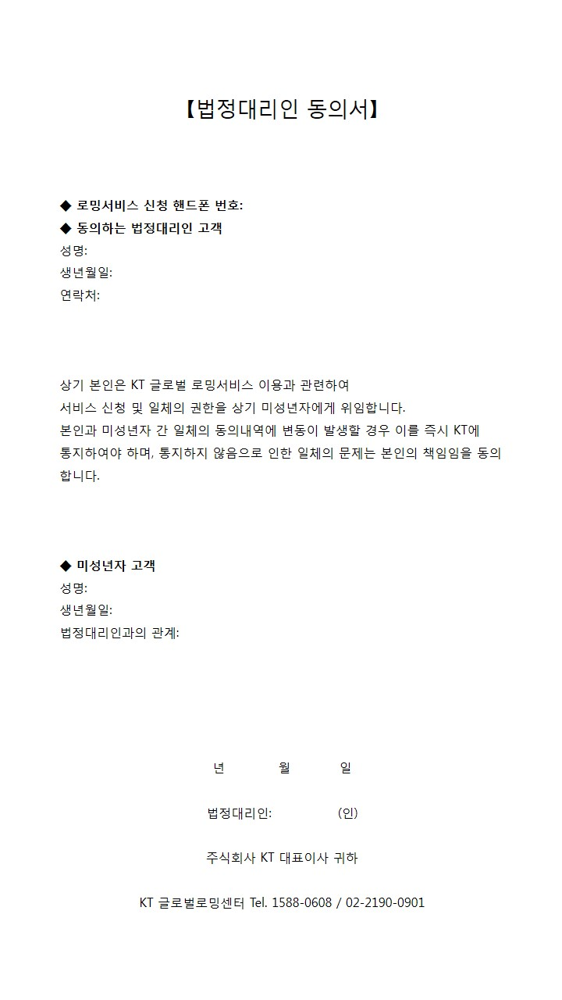 【법정대리인 동의서】
◆ 로밍서비스 신청 핸드폰 번호:
◆ 동의하는 법정대리인 고객
성명:
생년월일:
연락처:
상기 본인은 KT 글로벌 로밍서비스 이용과 관련하여
서비스 신청 및 일체의 권한을 상기 미성년자에게 위임합니다.
본인과 미성년자 간 일체의 동의내역에 변동이 발생할 경우 이를 즉시 KT에
통지하여야 하며, 통지하지 않음으로 인한 일체의 문제는 본인의 책임임을 동의
합니다.
◆ 미성년자 고객
성명:
생년월일:
법정대리인과의 관계:
년 월 일
법정대리인: (인)
주식회사 KT 대표이사 귀하
KT 글로벌로밍센터 Tel. 1588-0608 / 02-2190-0901